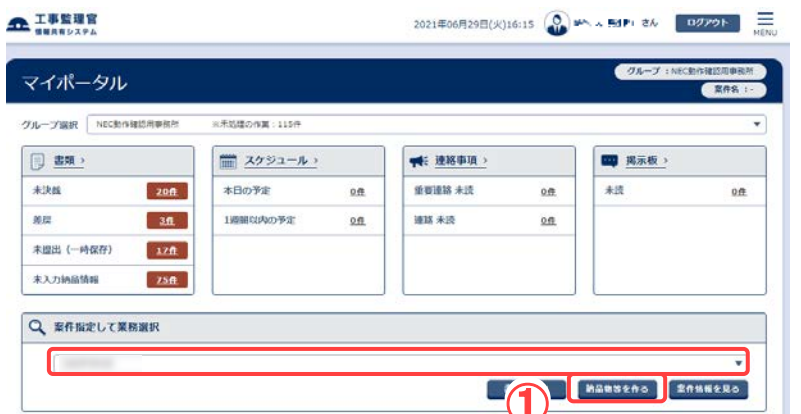 工事監理官
情報共有システム
2021年06月29日(火)16:15
さん
ログアウト
MENU
マイポータル
グループ：NEC動作確認用事務所
案件名：-
グループ選択 NEC動作確認用事務所 ※未処理の作業：115件
書類 ›
未決裁 20件
差戻 3件
未提出（一時保存） 17件
未入力納品情報 75件
スケジュール ›
本日の予定 0件
1週間以内の予定 0件
連絡事項 ›
重要連絡 未読 0件
連絡 未読 0件
掲示板 ›
未読 0件
案件指定して業務選択
①
納品物等を作る
案件情報を見る